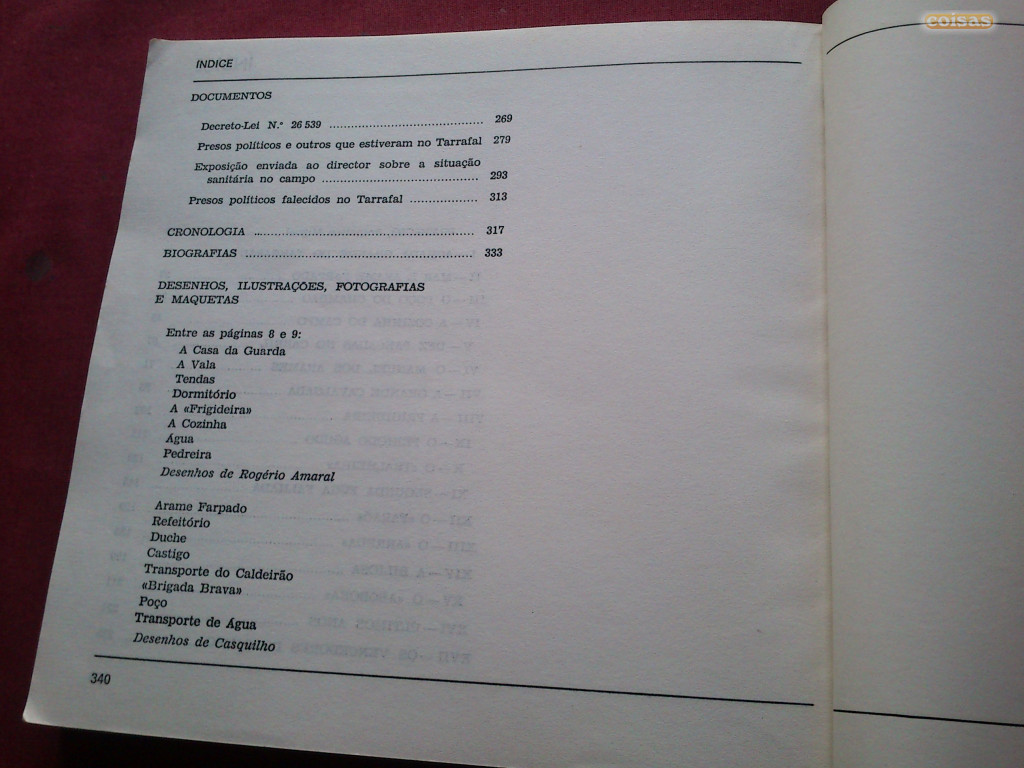 coisas
ÍNDICE
DOCUMENTOS
Decreto-Lei N.º 26 539 ............................................ 269
Presos políticos e outros que estiveram no Tarrafal 279
Exposição enviada ao director sobre a situação
sanitária no campo ............................................ 293
Presos políticos falecidos no Tarrafal .................. 313
CRONOLOGIA ............................................................ 317
BIOGRAFIAS ............................................................ 333
DESENHOS, ILUSTRAÇÕES, FOTOGRAFIAS
E MAQUETAS
Entre as páginas 8 e 9:
A Casa da Guarda
A Vala
Tendas
Dormitório
A «Frigideira»
A Cozinha
Água
Pedreira
Desenhos de Rogério Amaral
Arame Farpado
Refeitório
Duche
Castigo
Transporte do Caldeirão
«Brigada Brava»
Poço
Transporte de Água
Desenhos de Casquilho
340